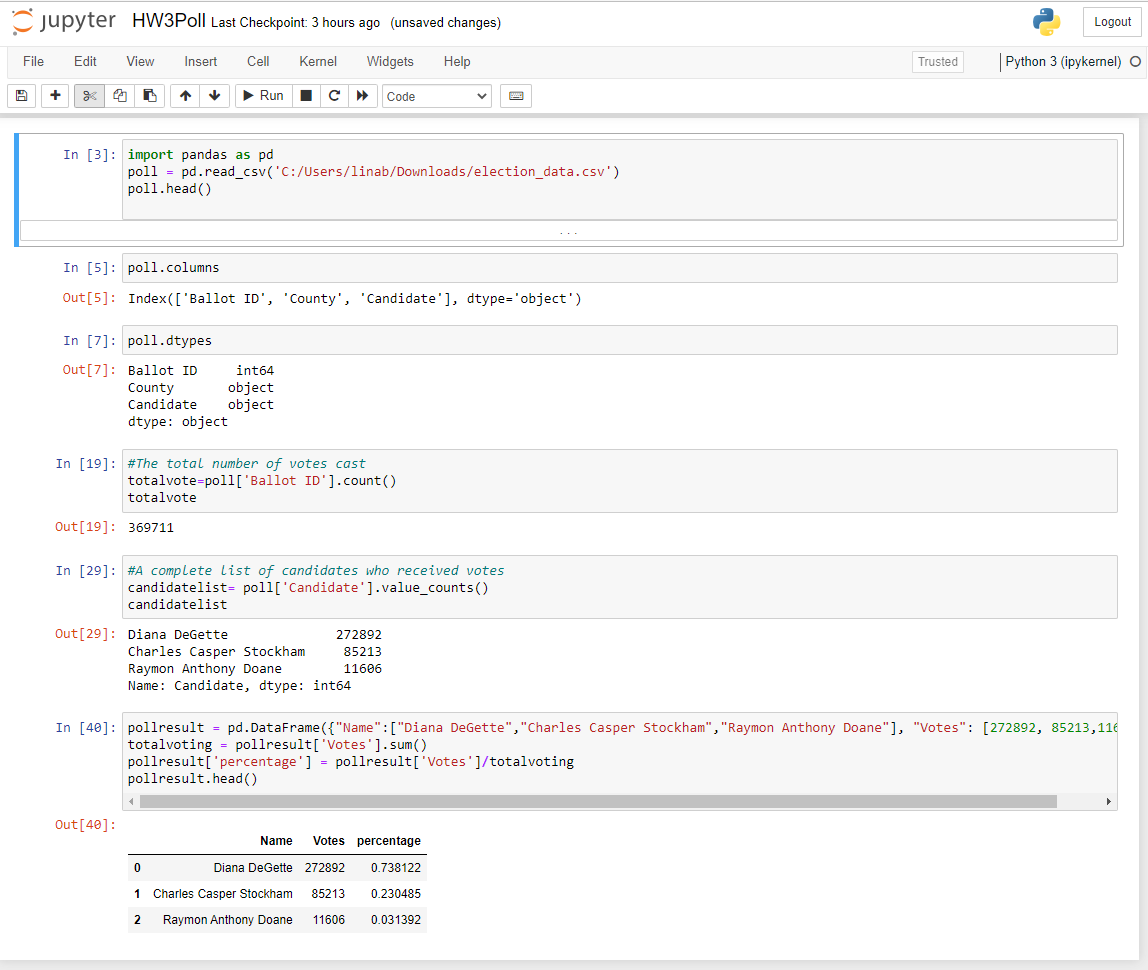 jupyter HW3Poll Last Checkpoint: 3 hours ago (unsaved changes) Logout
File Edit View Insert Cell Kernel Widgets Help Trusted Python 3 (ipykernel)
Run Code
In [3]: import pandas as pd
poll = pd.read_csv('C:/Users/linab/Downloads/election_data.csv')
poll.head()
...
In [5]: poll.columns
Out[5]: Index(['Ballot ID', 'County', 'Candidate'], dtype='object')
In [7]: poll.dtypes
Out[7]: Ballot ID int64
County object
Candidate object
dtype: object
In [19]: #The total number of votes cast
totalvote=poll['Ballot ID'].count()
totalvote
Out[19]: 369711
In [29]: #A complete list of candidates who received votes
candidatelist= poll['Candidate'].value_counts()
candidatelist
Out[29]: Diana DeGette 272892
Charles Casper Stockham 85213
Raymon Anthony Doane 11606
Name: Candidate, dtype: int64
In [40]: pollresult = pd.DataFrame({"Name":["Diana DeGette","Charles Casper Stockham","Raymon Anthony Doane"], "Votes": [272892, 85213,116
totalvoting = pollresult['Votes'].sum()
pollresult['percentage'] = pollresult['Votes']/totalvoting
pollresult.head()
Out[40]:
Name Votes percentage
0 Diana DeGette 272892 0.738122
1 Charles Casper Stockham 85213 0.230485
2 Raymon Anthony Doane 11606 0.031392